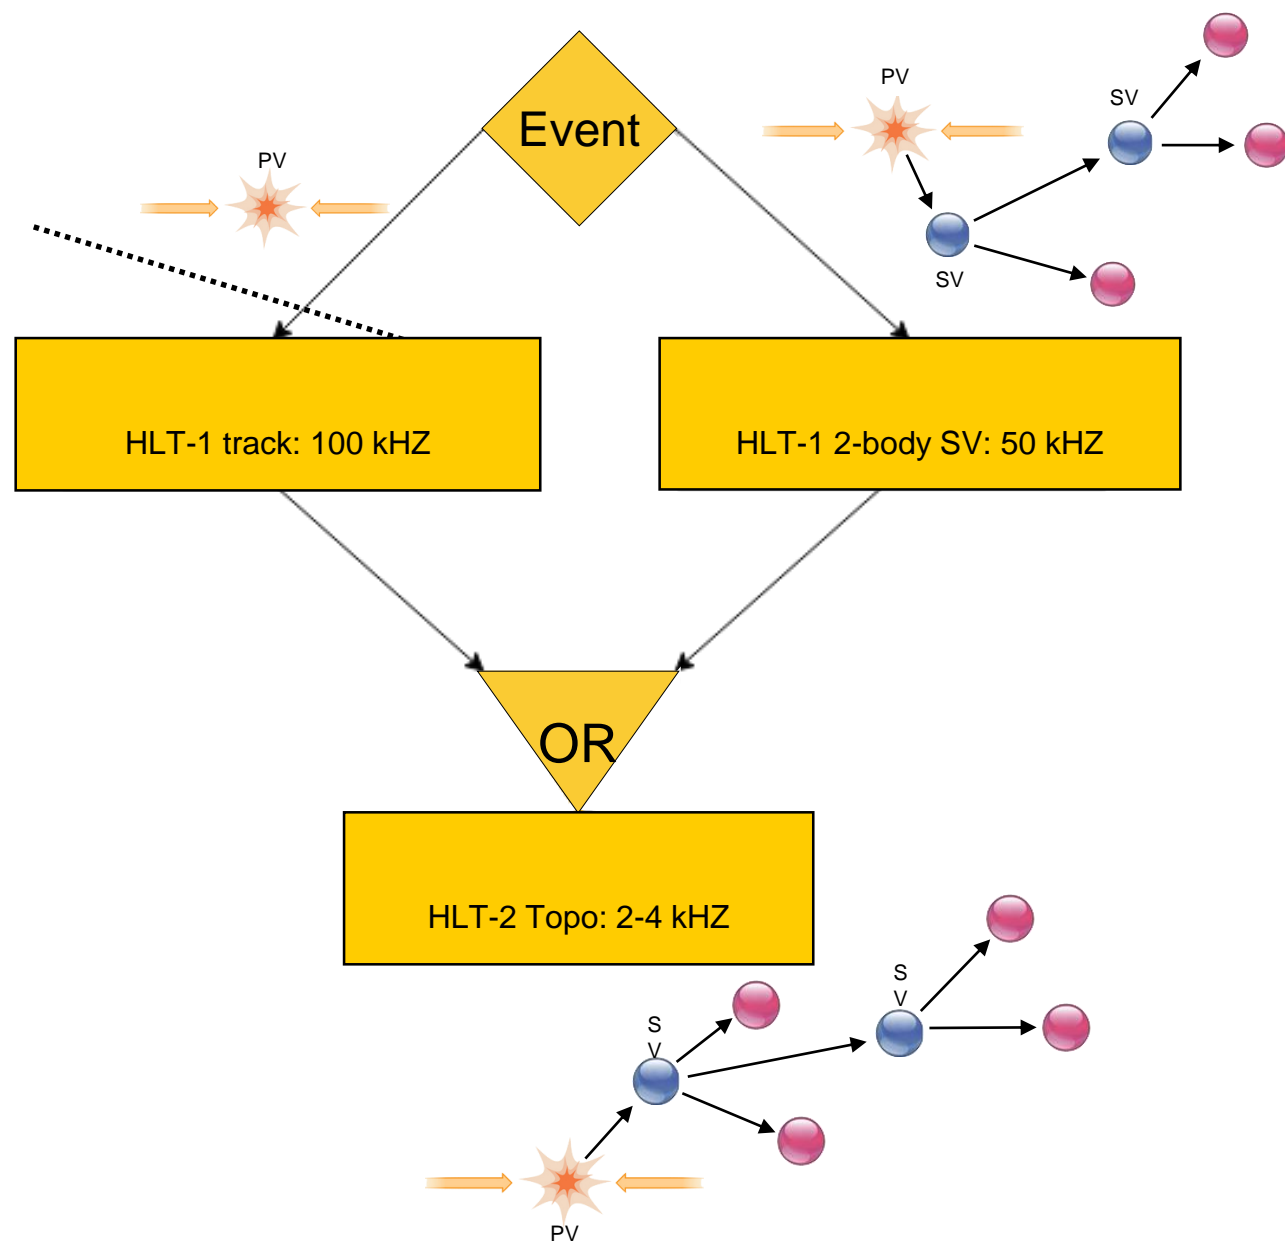 PV
SV
Event
PV
SV
HLT-1 track: 100 kHZ
HLT-1 2-body SV: 50 kHZ
OR
HLT-2 Topo: 2-4 kHZ
S
V
S
V
PV